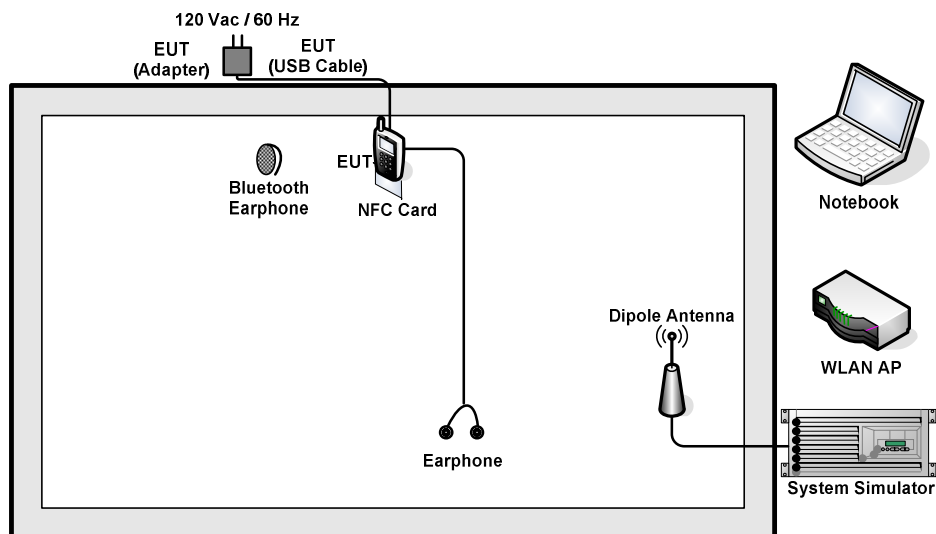 120 Vac / 60 Hz
EUT
(Adapter)
EUT
(USB Cable)
EUT
Bluetooth
Earphone
NFC Card
Notebook
Dipole Antenna
WLAN AP
Earphone
System Simulator